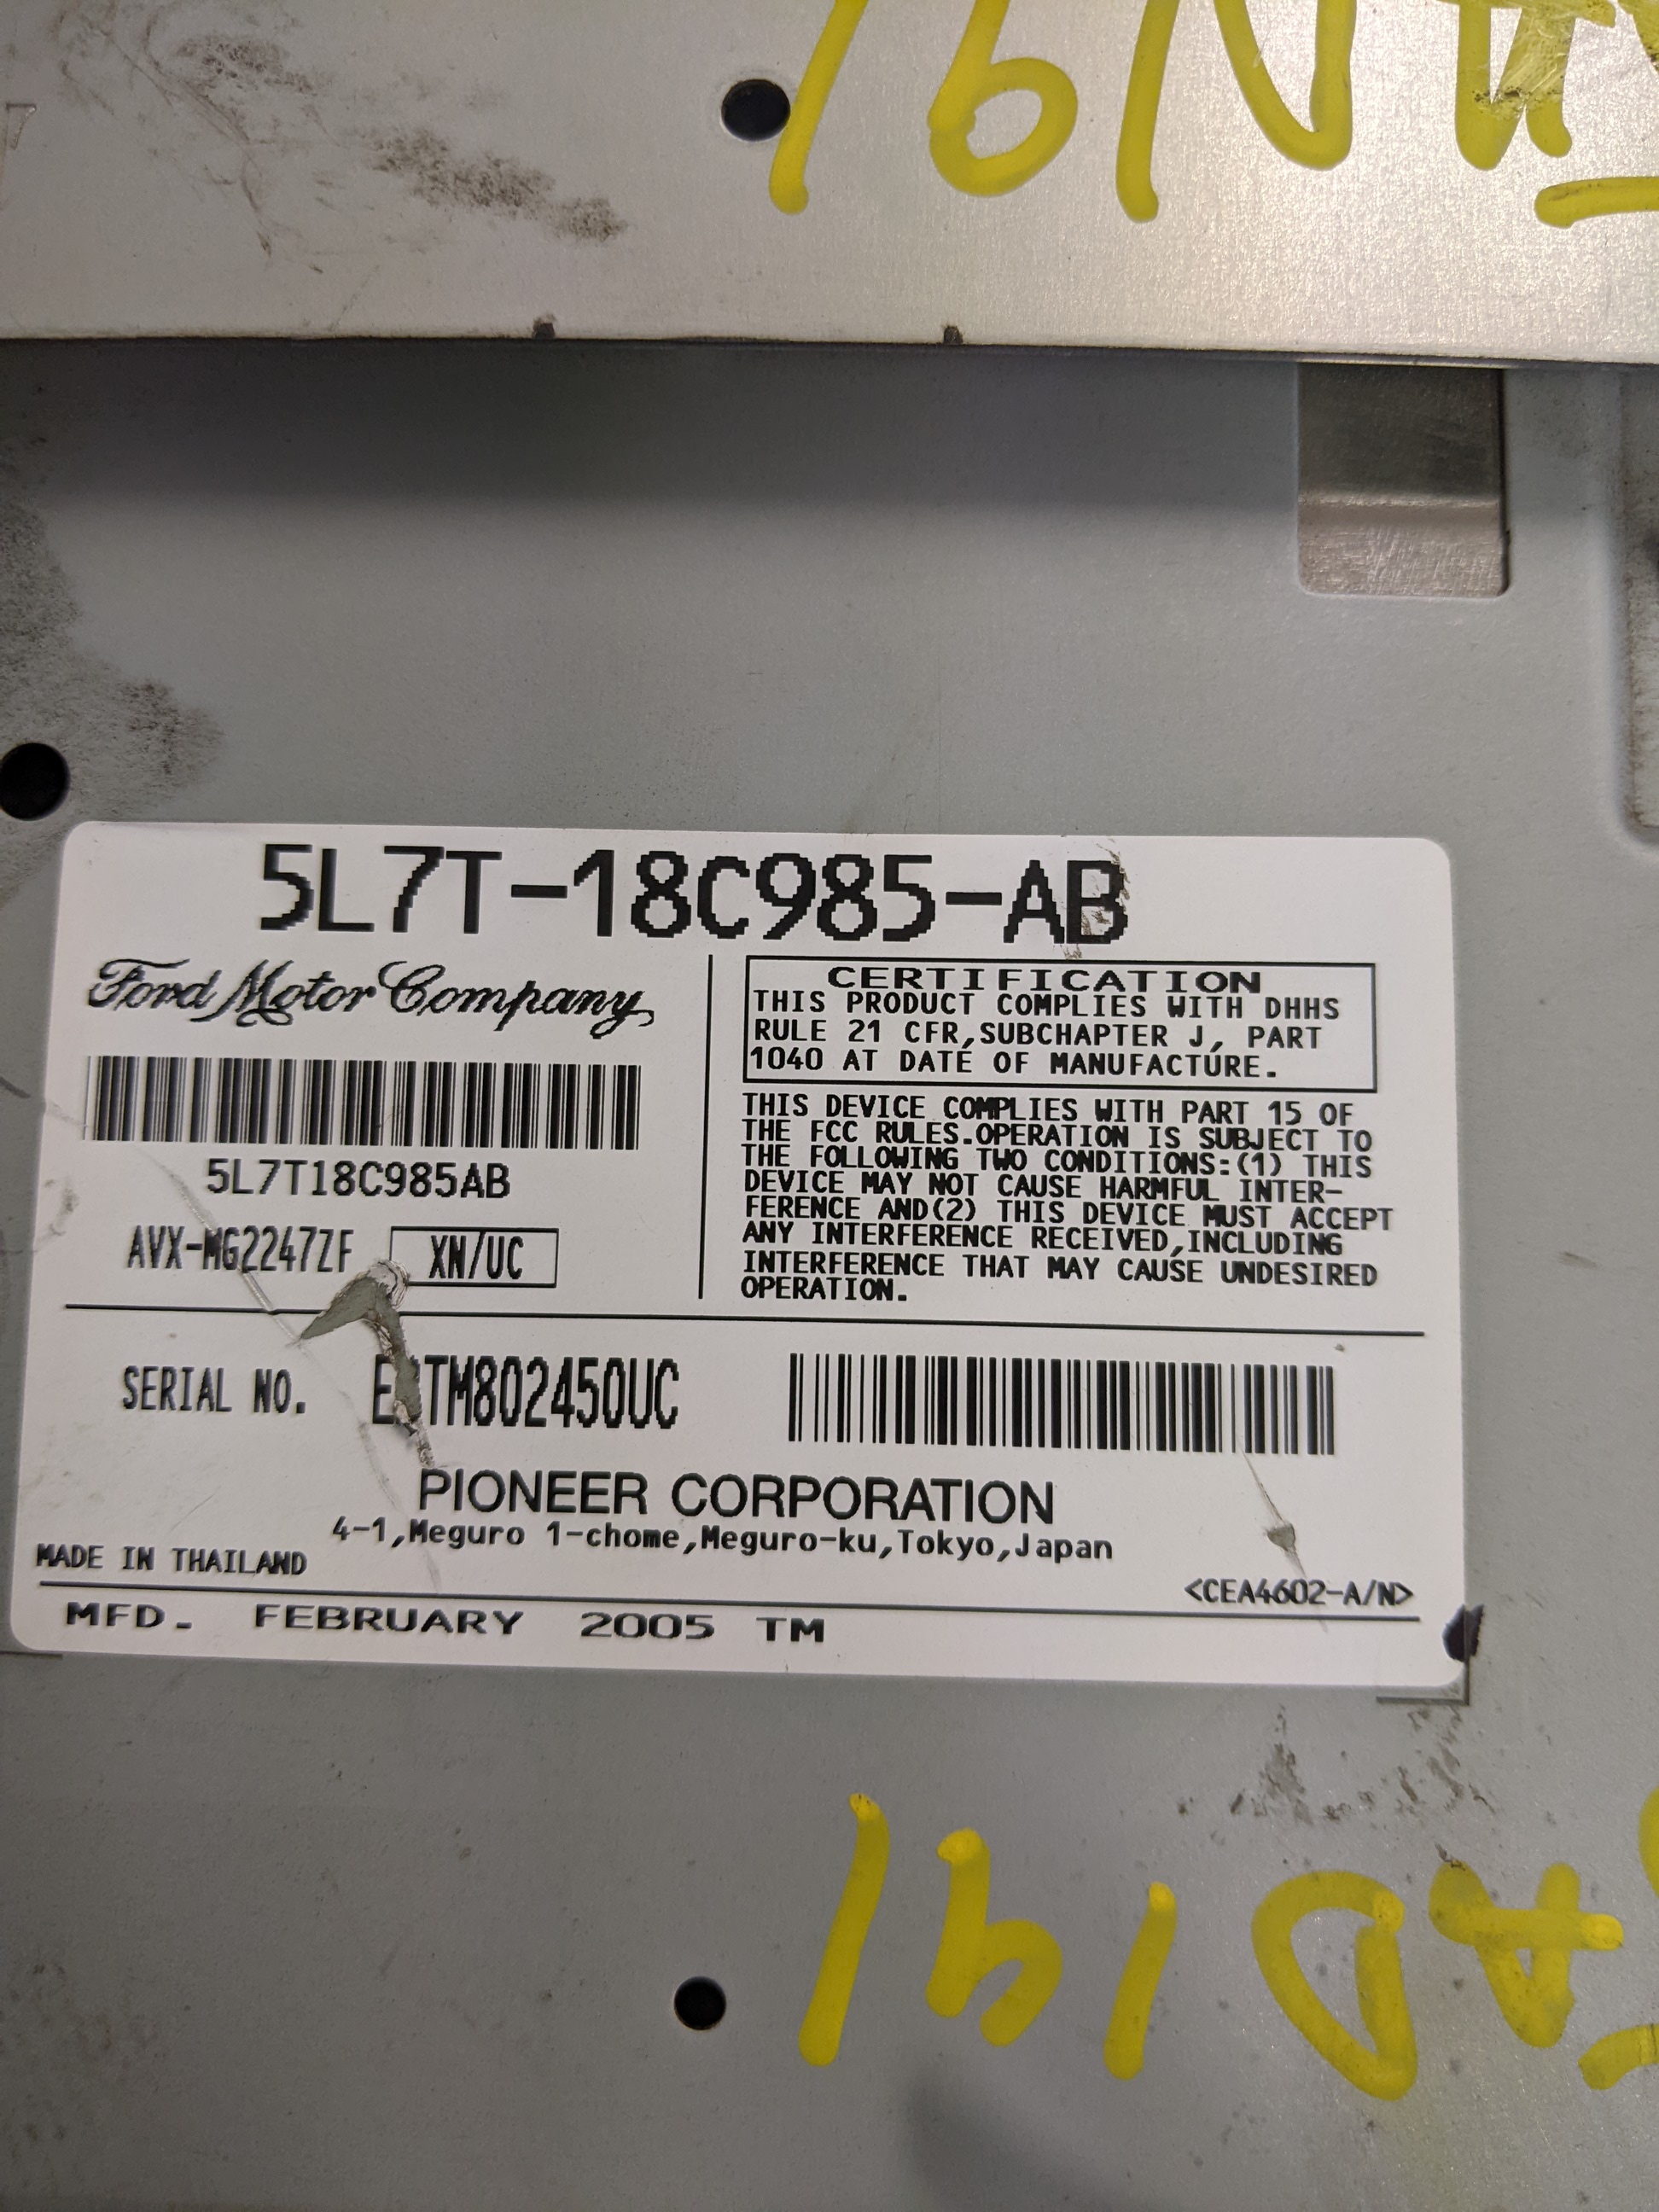 5L7T-18C985-AB
Ford Motor Company
5L7T18C985AB
AVX-MG2247ZF XN/UC
CERTIFICATION
THIS PRODUCT COMPLIES WITH DHHS
RULE 21 CFR,SUBCHAPTER J, PART
1040 AT DATE OF MANUFACTURE.
THIS DEVICE COMPLIES WITH PART 15 OF
THE FCC RULES.OPERATION IS SUBJECT TO
THE FOLLOWING TWO CONDITIONS:(1) THIS
DEVICE MAY NOT CAUSE HARMFUL INTER-
FERENCE AND(2) THIS DEVICE MUST ACCEPT
ANY INTERFERENCE RECEIVED,INCLUDING
INTERFERENCE THAT MAY CAUSE UNDESIRED
OPERATION.
SERIAL NO.
PIONEER CORPORATION
4-1,Meguro 1-chome,Meguro-ku,Tokyo,Japan
MADE IN THAILAND
<CEA4602-A/N>
MFD. FEBRUARY 2005 TM